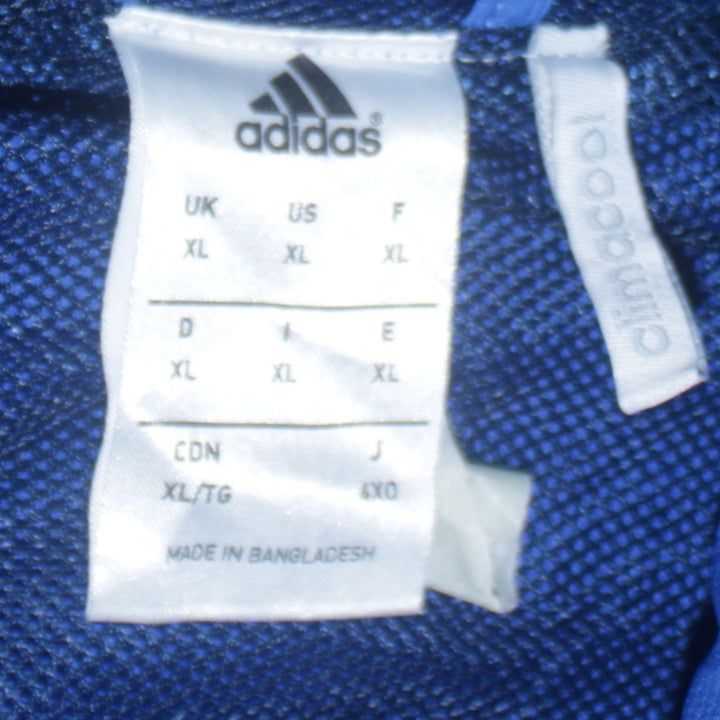 adidas®
UK US F
XL XL XL
D I E
XL XL XL
CDN J
XL/TG 4XO
MADE IN BANGLADESH
climacool